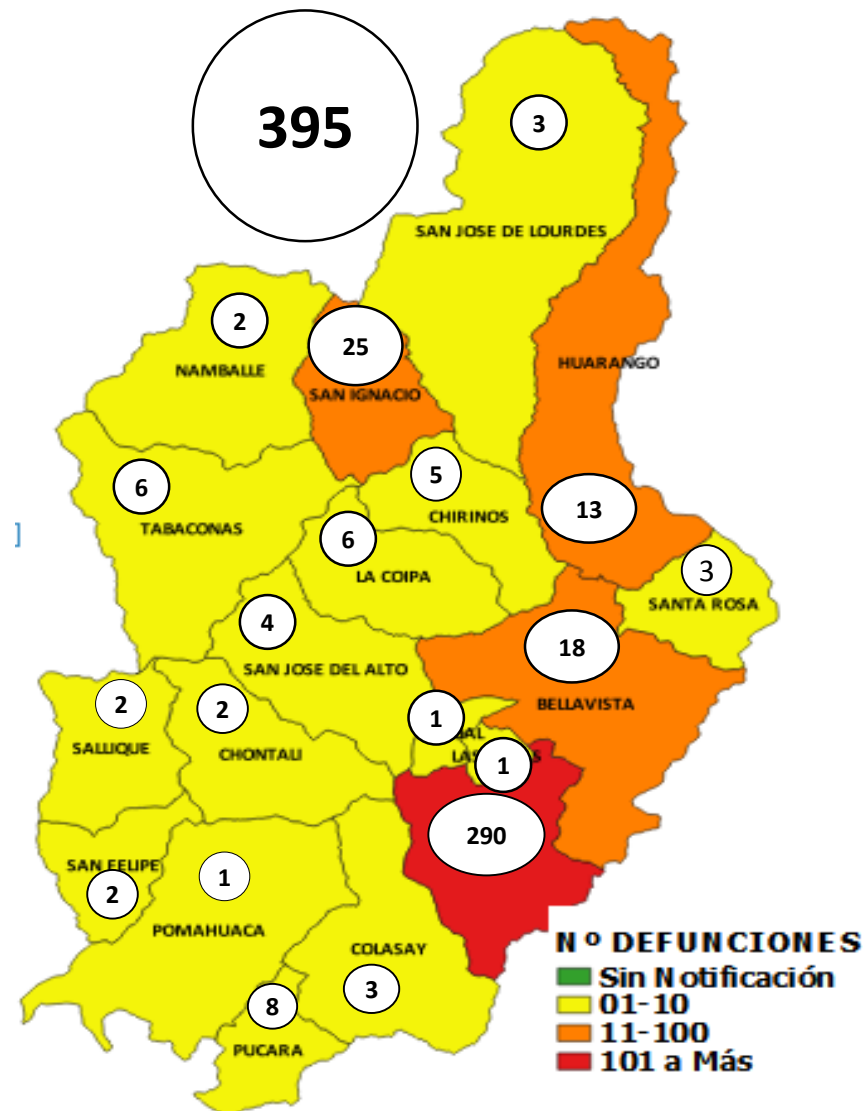 395
3
SAN JOSE DE LOURDES
2
NAMBALLE
25
SAN IGNACIO
HUARANGO
6
TABACONAS
5
CHIRINOS
13
]
6
LA COIPA
3
SANTA ROSA
4
SAN JOSE DEL ALTO
18
BELLAVISTA
2
SALLIQUE
2
CHONTALI
1
1
290
SAN FELIPE
2
1
POMAHUACA
COLASAY
3
8
PUCARA
Nº DEFUNCIONES
Sin Notificación
01-10
11-100
101 a Más